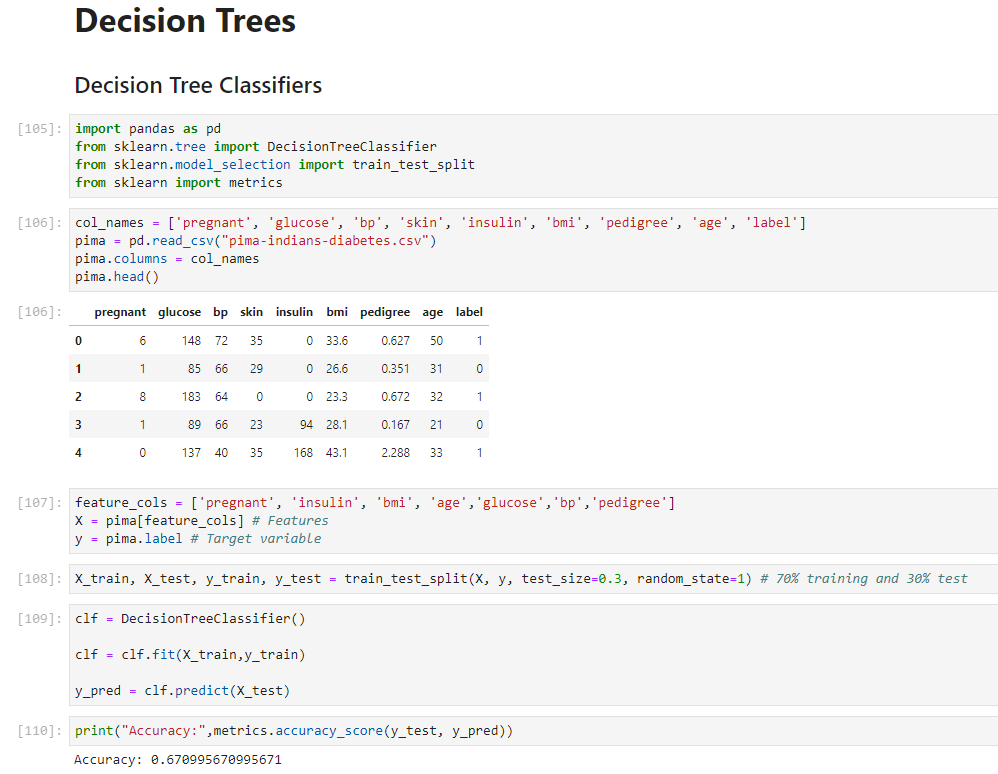 Decision Trees
Decision Tree Classifiers
[105]:
import pandas as pd
from sklearn.tree import DecisionTreeClassifier
from sklearn.model_selection import train_test_split
from sklearn import metrics
[106]:
col_names = ['pregnant', 'glucose', 'bp', 'skin', 'insulin', 'bmi', 'pedigree', 'age', 'label']
pima = pd.read_csv("pima-indians-diabetes.csv")
pima.columns = col_names
pima.head()
[106]:
pregnant glucose bp skin insulin bmi pedigree age label
0 6 148 72 35 0 33.6 0.627 50 1
1 1 85 66 29 0 26.6 0.351 31 0
2 8 183 64 0 0 23.3 0.672 32 1
3 1 89 66 23 94 28.1 0.167 21 0
4 0 137 40 35 168 43.1 2.288 33 1
[107]:
feature_cols = ['pregnant', 'insulin', 'bmi', 'age','glucose','bp','pedigree']
X = pima[feature_cols] # Features
y = pima.label # Target variable
[108]:
X_train, X_test, y_train, y_test = train_test_split(X, y, test_size=0.3, random_state=1) # 70% training and 30% test
[109]:
clf = DecisionTreeClassifier()
clf = clf.fit(X_train,y_train)
y_pred = clf.predict(X_test)
[110]:
print("Accuracy:",metrics.accuracy_score(y_test, y_pred))
Accuracy: 0.670995670995671